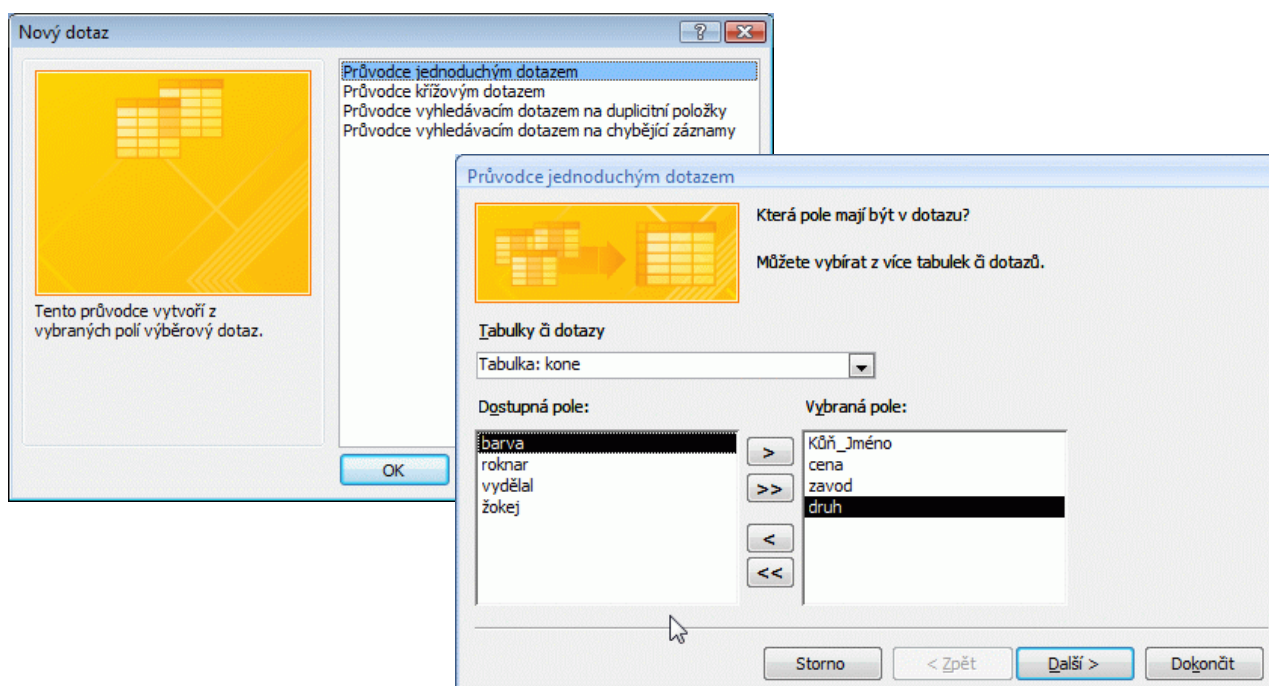 Nový dotaz
Průvodce jednoduchým dotazem
Průvodce křížovým dotazem
Průvodce vyhledávacím dotazem na duplicitní položky
Průvodce vyhledávacím dotazem na chybějící záznamy
Tento průvodce vytvoří z
vybraných polí výběrový dotaz.
OK
Průvodce jednoduchým dotazem
Která pole mají být v dotazu?
Můžete vybírat z více tabulek či dotazů.
Tabulky či dotazy
Tabulka: kone
Dostupná pole:
Vybraná pole:
barva
roknar
vydělal
žokej
>
>>
<
<<
Kůň_Jméno
cena
zavod
druh
Storno
< Zpět
Další >
Dokončit